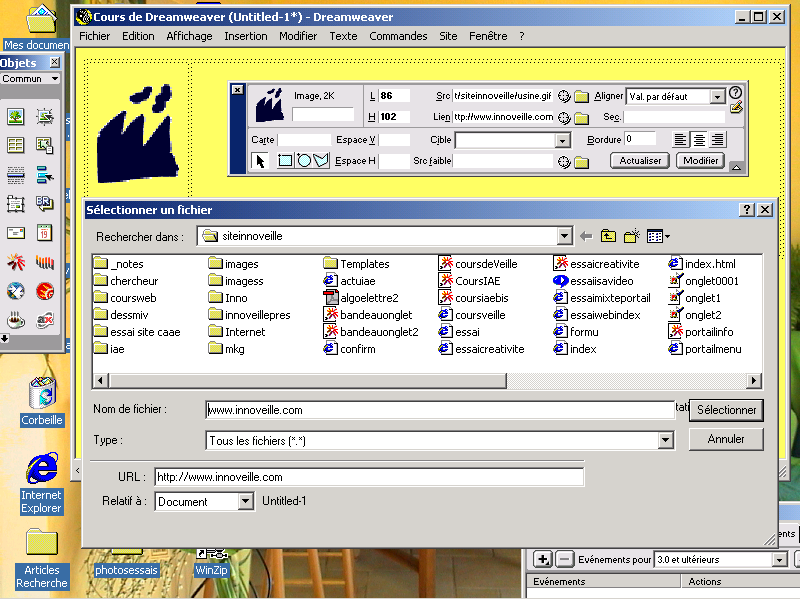 Mes documen
Cours de Dreamweaver (Untitled-1*) - Dreamweaver
Fichier Edition Affichage Insertion Modifier Texte Commandes Site Fenêtre ?
Objets
Commun
Image, 2K L 86 Src t/siteinnoveille/usine.gif Aligner Val. par défaut
H 102 Lien ttp://www.innoveille.com Seg.
Carte Espace V Cible Bordure 0
Espace H Src faible Actualiser Modifier
Sélectionner un fichier
Rechercher dans : siteinnoveille
_notes images Templates coursdeVeille essaicreativite index.html
chercheur imagess actuiae CoursIAE essaiisavideo onglet0001
coursweb Inno algoelettre2 coursiaebis essaimixteportail onglet1
dessmiv innoveillepres bandeauonglet coursveille essaiwebindex onglet2
essai site caae Internet bandeauonglet2 essai formu portailinfo
iae mkg confirm essaicreativite index portailmenu
Nom de fichier : www.innoveille.com tati Sélectionner
Type : Tous les fichiers (*.*) Annuler
URL : http://www.innoveille.com
Relatif à : Document Untitled-1
19
Corbeille
Internet
Explorer
Articles
Recherche
photosessais
WinZip
ents
Evénements pour 3.0 et ultérieurs
Evénements Actions